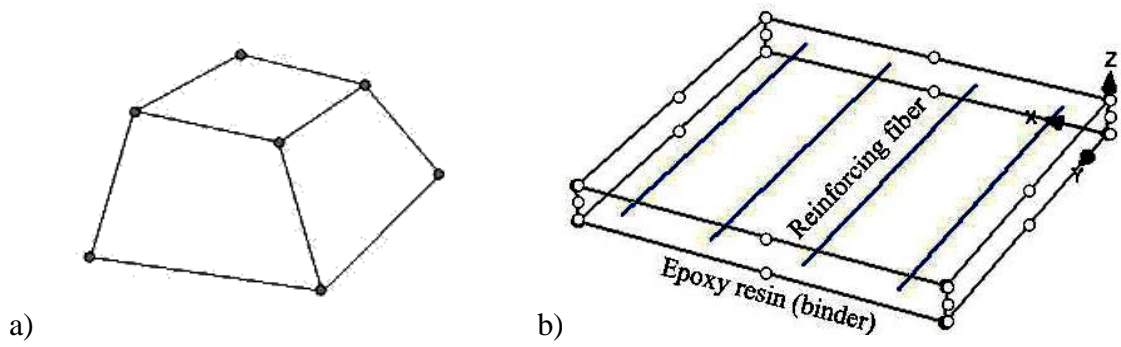 Z
X
Y
Reinforcing fiber
Epoxy resin (binder)
a)
b)